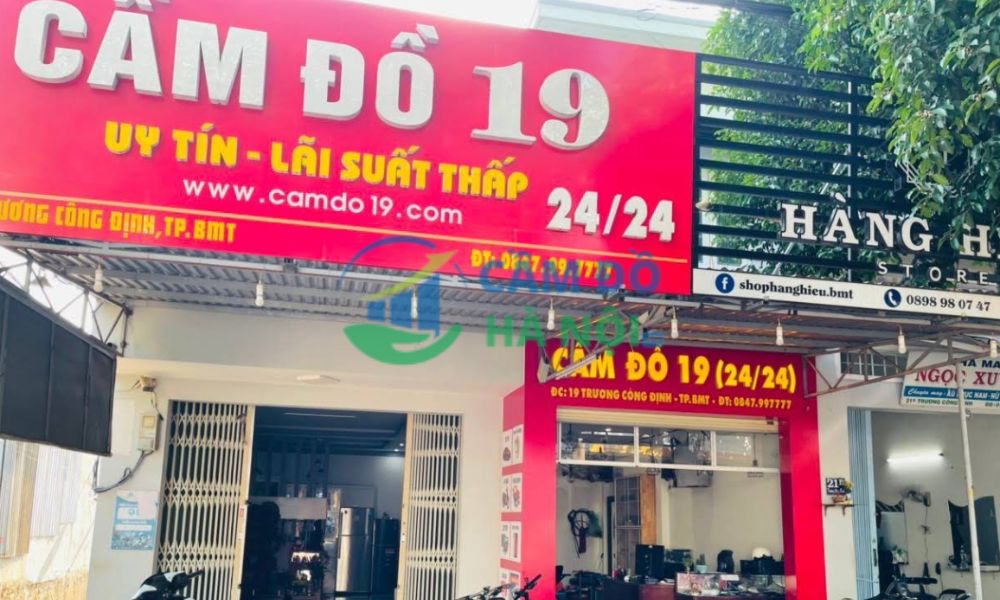 CẦM ĐỒ 19
UY TÍN - LÃI SUẤT THẤP
www.camdo19.com
24/24
ƯƠNG CÔNG ĐỊNH, TP.BMT
ĐT:
CẦM ĐỒ
HÀ NỘI
HÀNG H
STORE
shophanghieu.bmt
0898 98 07 47
CẦM ĐỒ 19 (24/24)
ĐC: 19 TRƯƠNG CÔNG ĐỊNH - TP.BMT - ĐT: 0847.997777
NGỌC XU
21